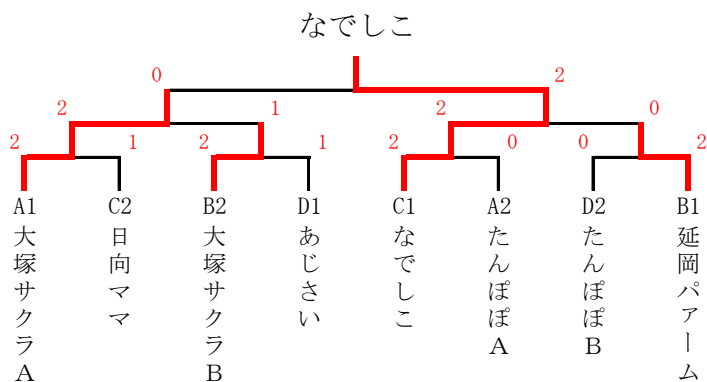 なでしこ
0 2
2 1 2 0
2 1 2 1 2 0 0 2
A1 C2 B2 D1 C1 A2 D2 B1
大塚サクラA
日向ママ
大塚サクラB
あじさい
なでしこ
たんぽぽA
たんぽぽB
延岡パァーム